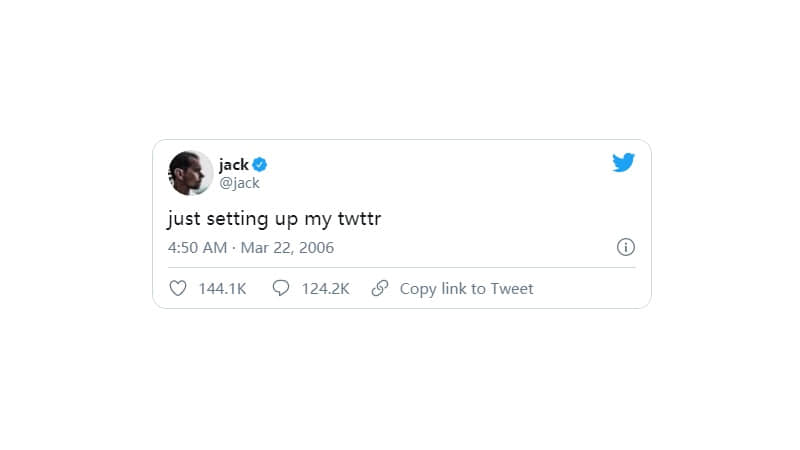 jack
@jack
just setting up my twttr
4:50 AM · Mar 22, 2006
144.1K 124.2K Copy link to Tweet